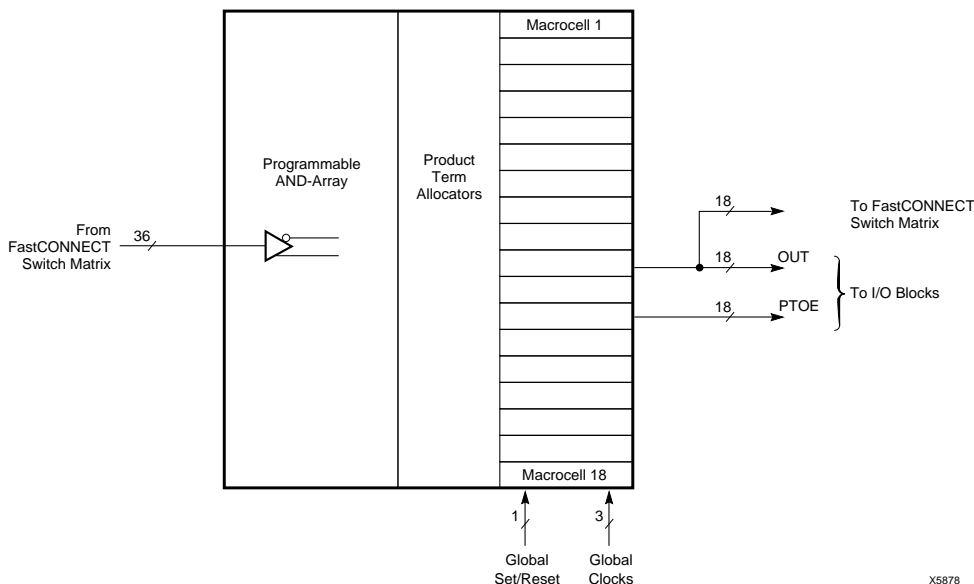 Macrocell 1
Programmable
AND-Array
Product
Term
Allocators
From
FastCONNECT
Switch Matrix
36
18
To FastCONNECT
Switch Matrix
18
OUT
To I/O Blocks
18
PTOE
Macrocell 18
1
3
Global
Set/Reset
Global
Clocks
X5878